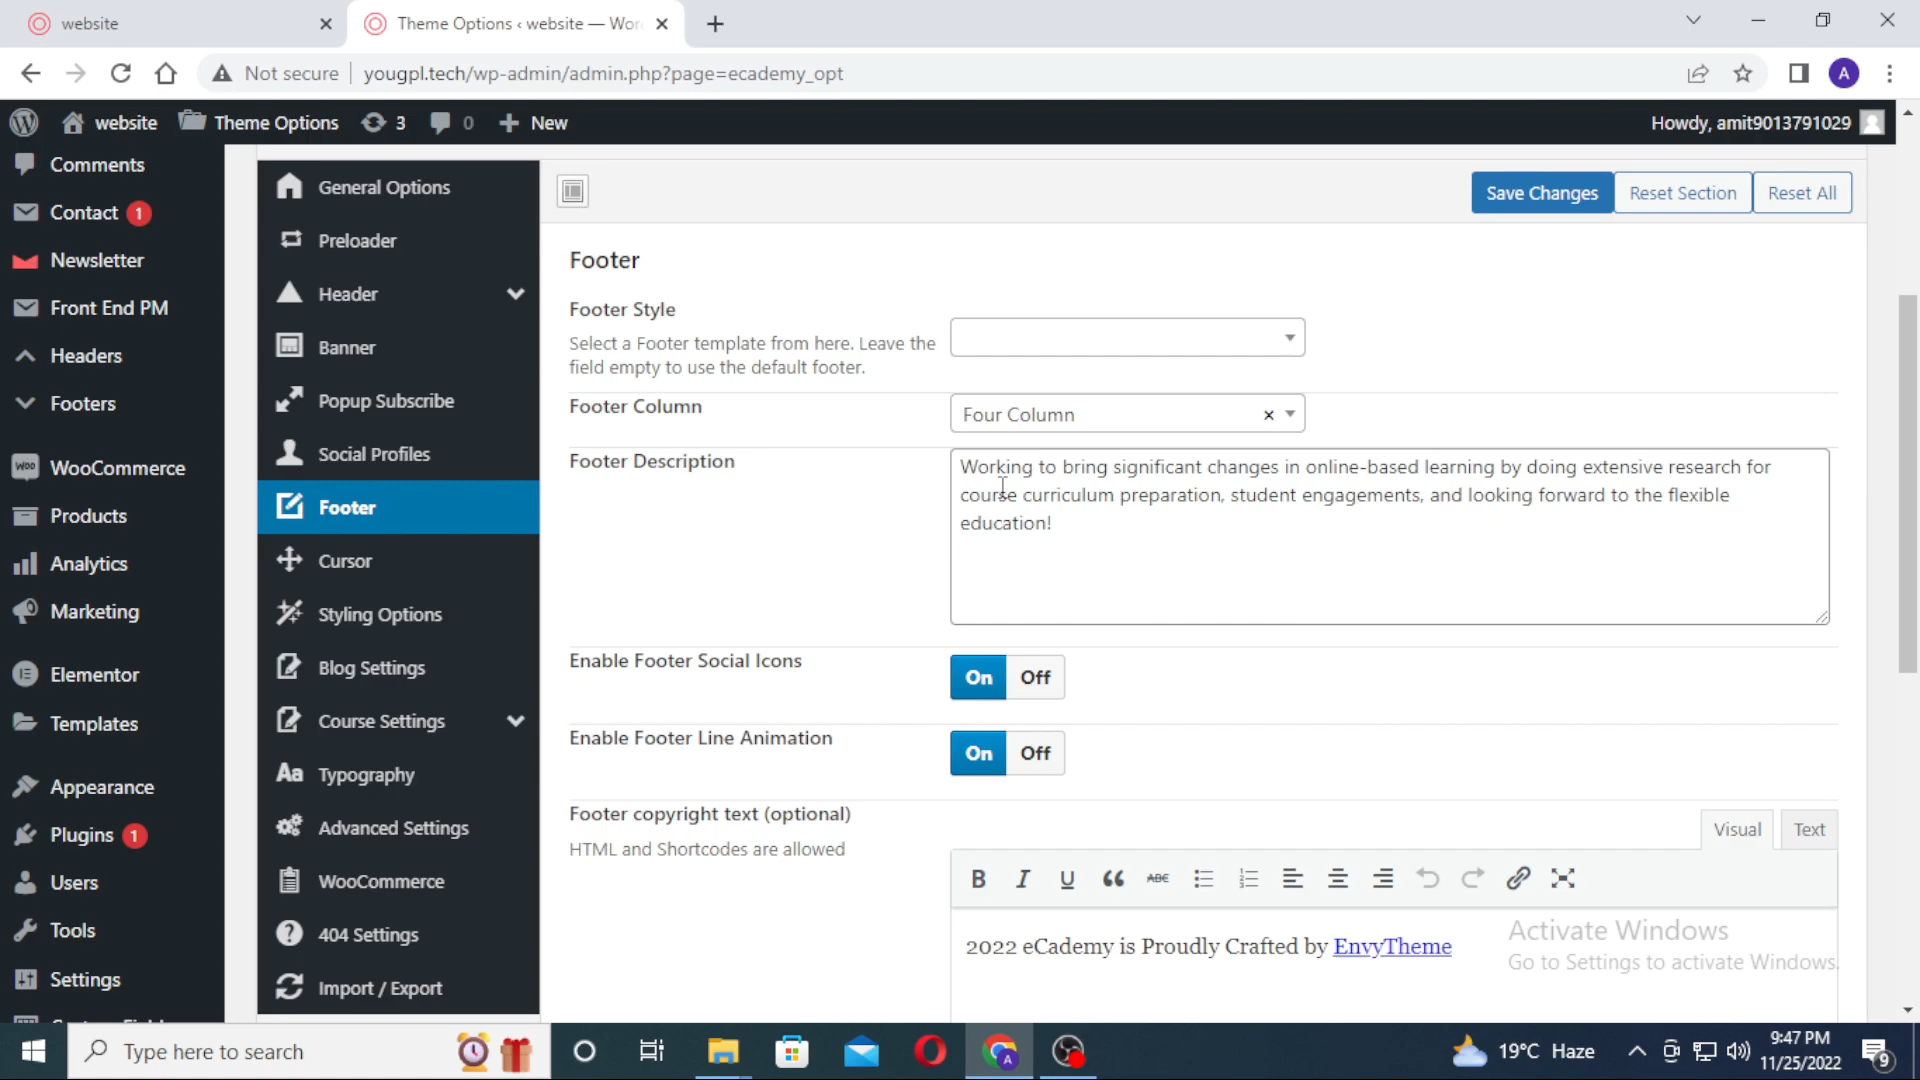 website
Theme Options ‹ website — Wor
Not secure
yougpl.tech/wp-admin/admin.php?page=ecademy_opt
A
website
Theme Options
3
0
New
Howdy, amit9013791029
Comments
Contact 1
Newsletter
Front End PM
Headers
Footers
WooCommerce
Products
Analytics
Marketing
Elementor
Templates
Appearance
Plugins 1
Users
Tools
Settings
General Options
Preloader
Header
Banner
Popup Subscribe
Social Profiles
Footer
Cursor
Styling Options
Blog Settings
Course Settings
Typography
Advanced Settings
WooCommerce
404 Settings
Import / Export
Save Changes
Reset Section
Reset All
Footer
Footer Style
Select a Footer template from here. Leave the
field empty to use the default footer.
Footer Column
Four Column
Footer Description
Working to bring significant changes in online-based learning by doing extensive research for
course curriculum preparation, student engagements, and looking forward to the flexible
education!
Enable Footer Social Icons
On Off
Enable Footer Line Animation
On Off
Footer copyright text (optional)
HTML and Shortcodes are allowed
Visual
Text
2022 eCademy is Proudly Crafted by EnvyTheme
Activate Windows
Go to Settings to activate Windows.
Type here to search
19°C Haze
9:47 PM
11/25/2022
9